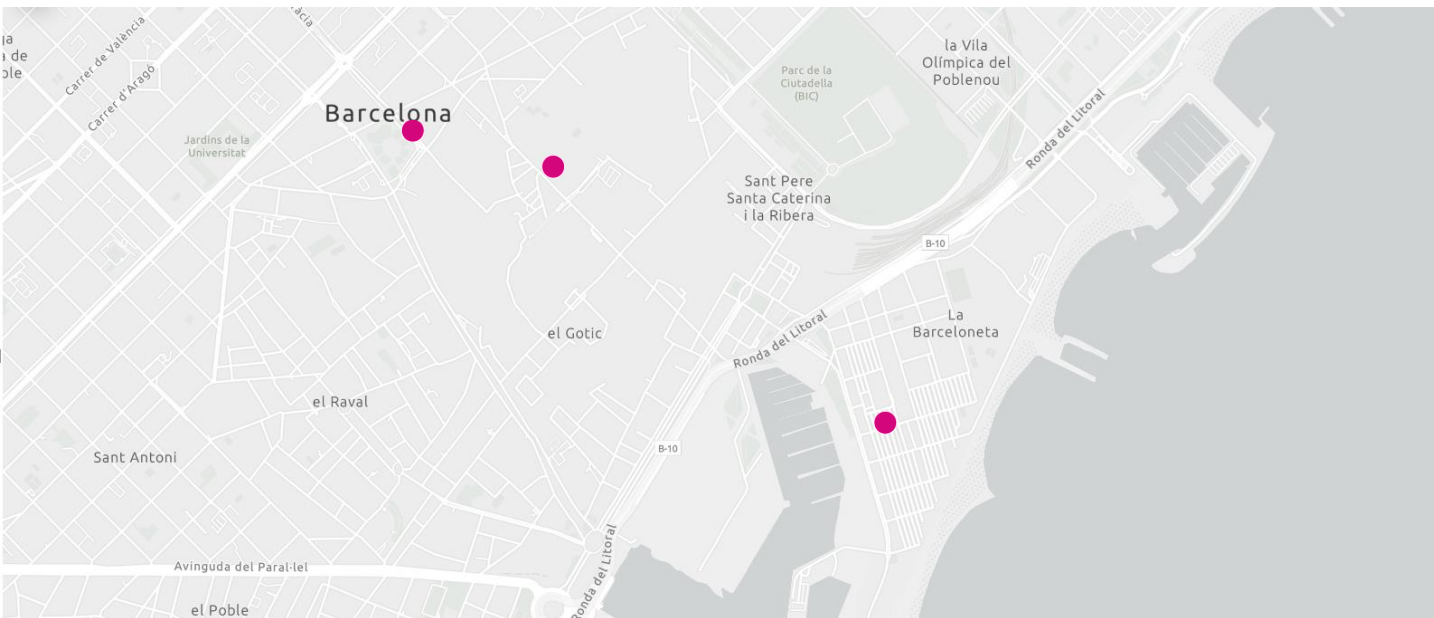 Carrer de València
Carrer d'Aragó
Barcelona
Jardins de la
Universitat
Parc de la
Ciutadella
(BIC)
la Vila
Olímpica del
Poblenou
Ronda del Litoral
Sant Pere
Santa Caterina
i la Ribera
B-10
el Gotic
Ronda del Litoral
La
Barceloneta
el Raval
Sant Antoni
B-10
Avinguda del Paral·lel
Ronda del Litoral
el Poble